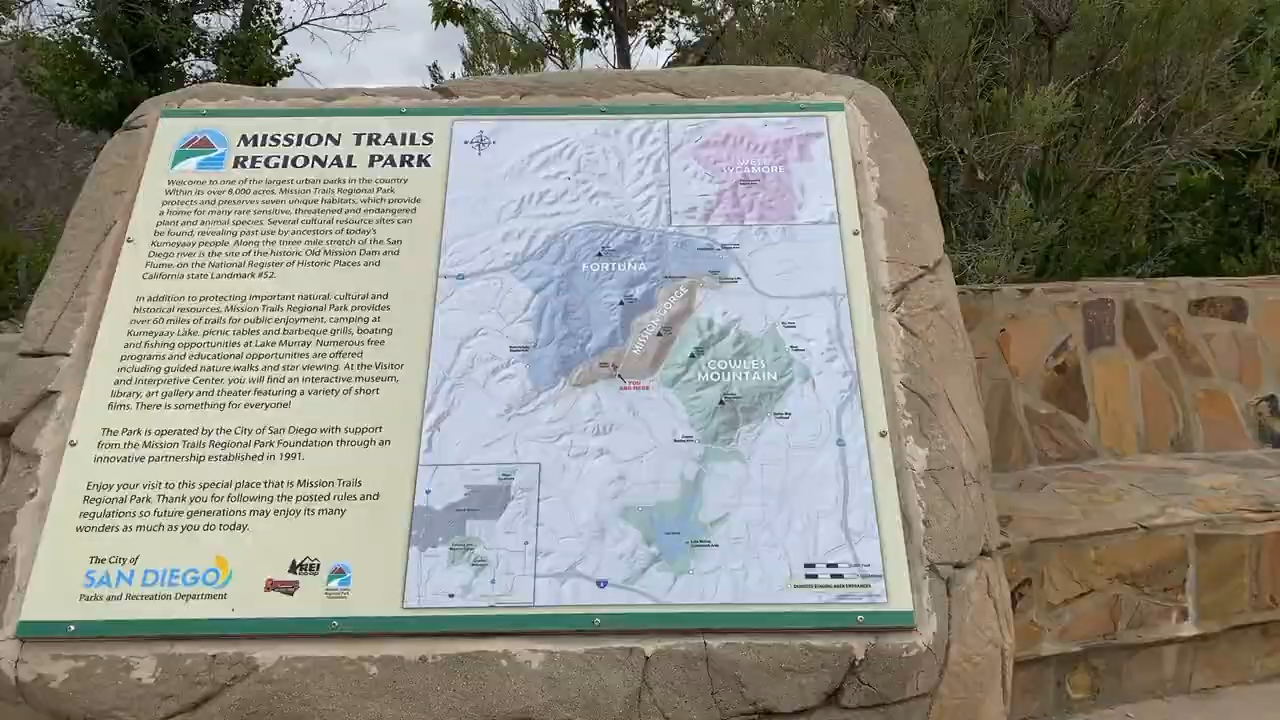 MISSION TRAILS
REGIONAL PARK
Welcome to one of the largest urban parks in the country
Within its over 8,000 acres, Mission Trails Regional Park
protects and preserves seven unique habitats, which provide
a home for many rare sensitive, threatened and endangered
plant and animal species. Several cultural resource sites can
be found, revealing past use by ancestors of today's
Kumeyaay people. Along the three mile stretch of the San
Diego river is the site of the historic Old Mission Dam and
Flume, on the National Register of Historic Places and
California state Landmark #52.
In addition to protecting important natural, cultural and
historical resources, Mission Trails Regional Park provides
over 60 miles of trails for public enjoyment, camping at
Kumeyaay Lake, picnic tables and barbeque grills, boating
and fishing opportunities at Lake Murray. Numerous free
programs and educational opportunities are offered
including guided nature walks and star viewing. At the Visitor
and Interpretive Center, you will find an interactive museum,
library, art gallery and theater featuring a variety of short
films. There is something for everyone!
The Park is operated by the City of San Diego with support
from the Mission Trails Regional Park Foundation through an
innovative partnership established in 1991.
Enjoy your visit to this special place that is Mission Trails
Regional Park. Thank you for following the posted rules and
regulations so future generations may enjoy its many
wonders as much as you do today.
The City of
SAN DIEGO
Parks and Recreation Department
REI
WEST
SYCAMORE
FORTUNA
MISSION GORGE
COWLES
MOUNTAIN
YOU
ARE HERE